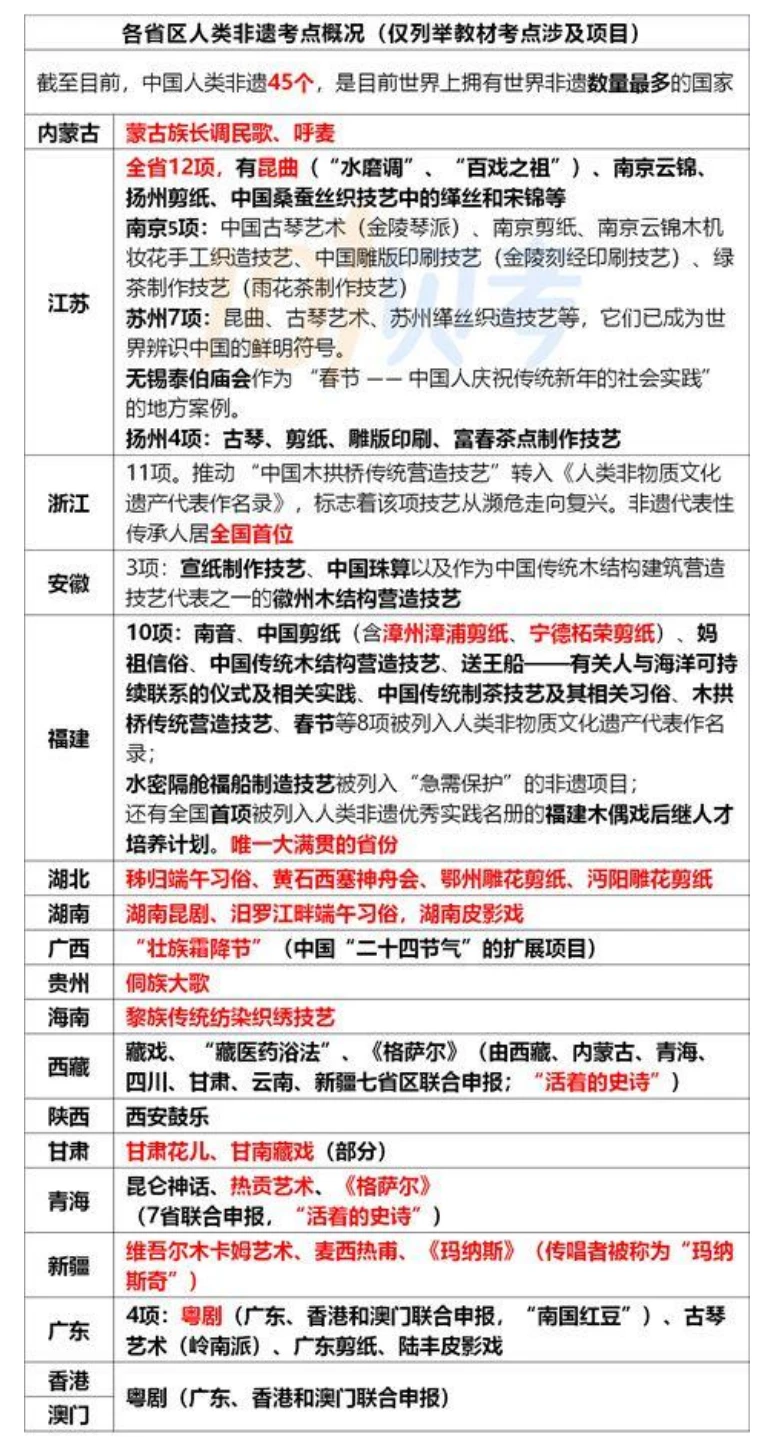 各省区人类非遗考点概况（仅列举教材考点涉及项目）
截至目前，中国人类非遗45个，是目前世界上拥有世界非遗数量最多的国家
内蒙古
蒙古族长调民歌、呼麦
江苏
全省12项，有昆曲（“水磨调”、“百戏之祖”）、南京云锦、
扬州剪纸、中国桑蚕丝织技艺中的缂丝和宋锦等
南京5项：中国古琴艺术（金陵琴派）、南京剪纸、南京云锦木机
妆花手工织造技艺、中国雕版印刷技艺（金陵刻经印刷技艺）、绿
茶制作技艺（雨花茶制作技艺）
苏州7项：昆曲、古琴艺术、苏州缂丝织造技艺等，它们已成为世
界辨识中国的鲜明符号。
无锡泰伯庙会作为 “春节 —— 中国人庆祝传统新年的社会实践”
的地方案例。
扬州4项：古琴、剪纸、雕版印刷、富春茶点制作技艺
浙江
11项。推动 “中国木拱桥传统营造技艺” 转入《人类非物质文化
遗产代表作名录》，标志着该项技艺从濒危走向复兴。非遗代表性
传承人居全国首位
安徽
3项：宣纸制作技艺、中国珠算以及作为中国传统木结构建筑营造
技艺代表之一的徽州木结构营造技艺
福建
10项：南音、中国剪纸（含漳州漳浦剪纸、宁德柘荣剪纸）、妈
祖信俗、中国传统木结构营造技艺、送王船——有关人与海洋可持
续联系的仪式及相关实践、中国传统制茶技艺及其相关习俗、木拱
桥传统营造技艺、春节等8项被列入人类非物质文化遗产代表作名
录；
水密隔舱福船制造技艺被列入“急需保护”的非遗项目；
还有全国首项被列入人类非遗优秀实践名册的福建木偶戏后继人才
培养计划。唯一大满贯的省份
湖北
秭归端午习俗、黄石西塞神舟会、鄂州雕花剪纸、沔阳雕花剪纸
湖南
湖南昆剧、汨罗江畔端午习俗，湖南皮影戏
广西
“壮族霜降节”（中国“二十四节气”的扩展项目）
贵州
侗族大歌
海南
黎族传统纺染织绣技艺
西藏
藏戏、“藏医药浴法”、《格萨尔》（由西藏、内蒙古、青海、
四川、甘肃、云南、新疆七省区联合申报；“活着的史诗”）
陕西
西安鼓乐
甘肃
甘肃花儿、甘南藏戏（部分）
青海
昆仑神话、热贡艺术、《格萨尔》
（7省联合申报，“活着的史诗”）
新疆
维吾尔木卡姆艺术、麦西热甫、《玛纳斯》（传唱者被称为“玛纳
斯奇”）
广东
4项：粤剧（广东、香港和澳门联合申报，“南国红豆”）、古琴
艺术（岭南派）、广东剪纸、陆丰皮影戏
香港
澳门
粤剧（广东、香港和澳门联合申报）